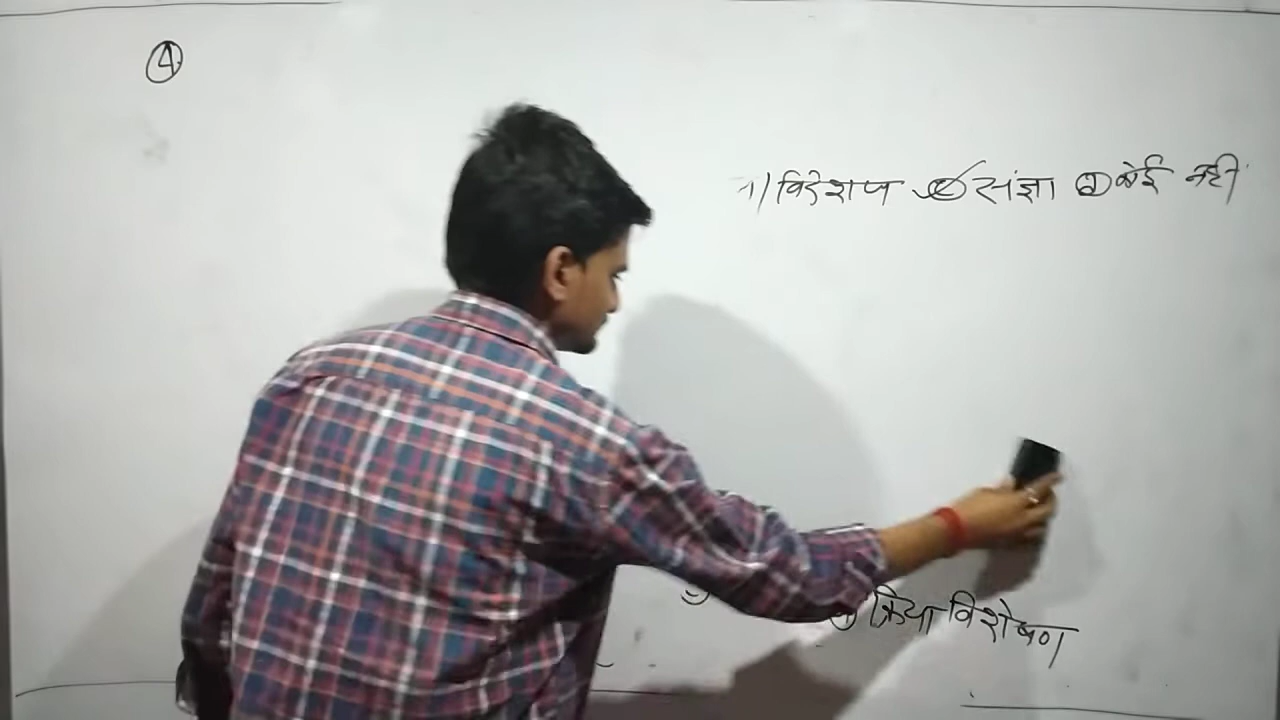 ④
विशेषण संज्ञा कोई नहीं
क्रिया विशेषण